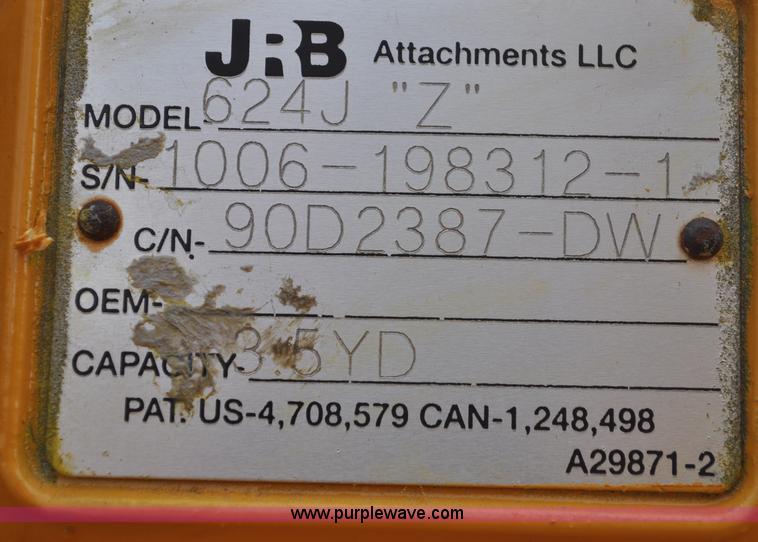 JRB Attachments LLC
MODEL- 624J "Z"
S/N- 1006-198312-1
C/N.- 90D2387-DW
OEM-
CAPACITY- 3.5YD
PAT. US-4,708,579 CAN-1,248,498
A29871-2
www.purplewave.com